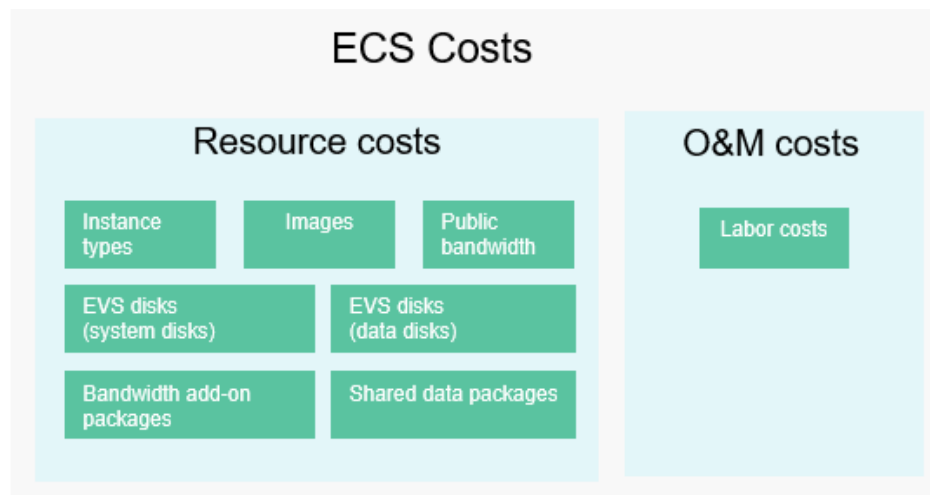 ECS Costs
Resource costs
O&M costs
Instance
types
Images
Public
bandwidth
Labor costs
EVS disks
(system disks)
EVS disks
(data disks)
Bandwidth add-on
packages
Shared data packages